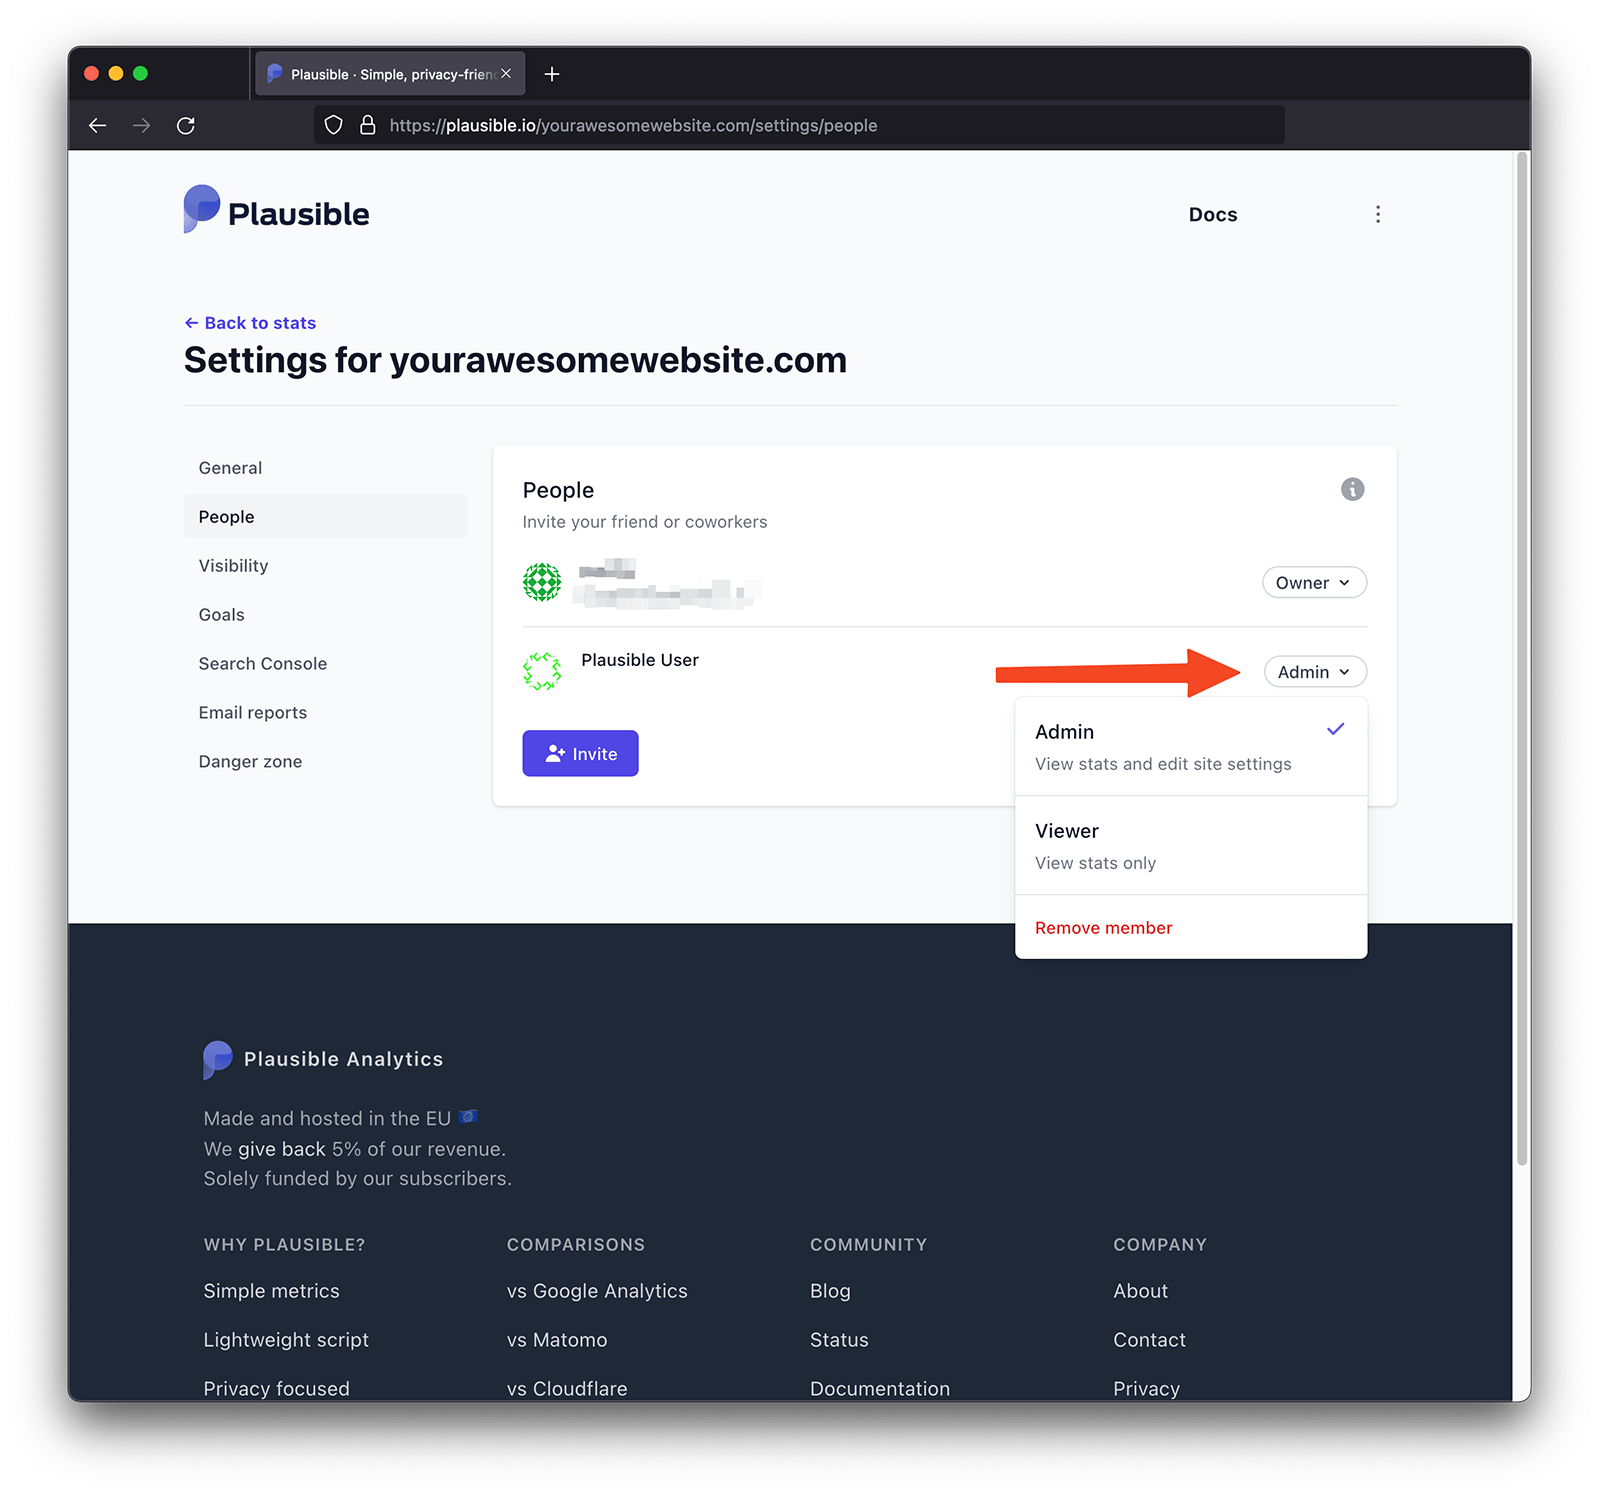 Plausible · Simple, privacy-frien
https://plausible.io/yourawesomewebsite.com/settings/people
Plausible
Docs
← Back to stats
Settings for yourawesomewebsite.com
General
People
Visibility
Goals
Search Console
Email reports
Danger zone
People
Invite your friend or coworkers
Owner
Plausible User
Admin
Invite
Admin
View stats and edit site settings
Viewer
View stats only
Remove member
Plausible Analytics
Made and hosted in the EU 🇪🇺
We give back 5% of our revenue.
Solely funded by our subscribers.
WHY PLAUSIBLE?
Simple metrics
Lightweight script
Privacy focused
COMPARISONS
vs Google Analytics
vs Matomo
vs Cloudflare
COMMUNITY
Blog
Status
Documentation
COMPANY
About
Contact
Privacy